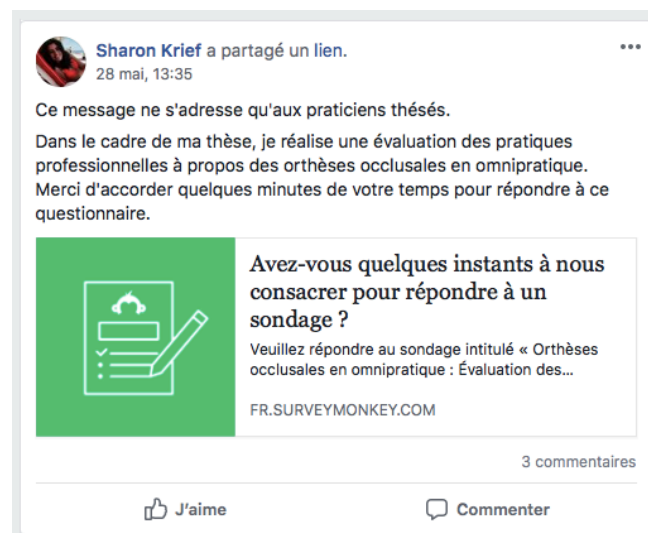 Sharon Krief a partagé un lien.
28 mai, 13:35
Ce message ne s'adresse qu'aux praticiens thésés.
Dans le cadre de ma thèse, je réalise une évaluation des pratiques
professionnelles à propos des orthèses occlusales en omnipratique.
Merci d'accorder quelques minutes de votre temps pour répondre à ce
questionnaire.
Avez-vous quelques instants à nous
consacrer pour répondre à un
sondage ?
Veuillez répondre au sondage intitulé « Orthèses
occlusales en omnipratique : Évaluation des...
FR.SURVEYMONKEY.COM
3 commentaires
J'aime
Commenter